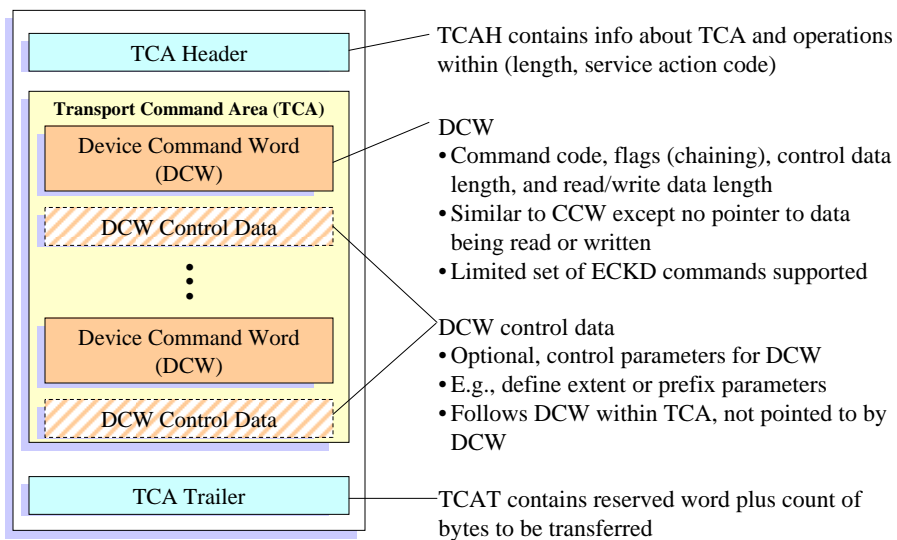 TCA Header
Transport Command Area (TCA)
Device Command Word
(DCW)
DCW Control Data
Device Command Word
(DCW)
DCW Control Data
TCA Trailer
TCAH contains info about TCA and operations
within (length, service action code)
DCW
• Command code, flags (chaining), control data
length, and read/write data length
• Similar to CCW except no pointer to data
being read or written
• Limited set of ECKD commands supported
DCW control data
• Optional, control parameters for DCW
• E.g., define extent or prefix parameters
• Follows DCW within TCA, not pointed to by
DCW
TCAT contains reserved word plus count of
bytes to be transferred